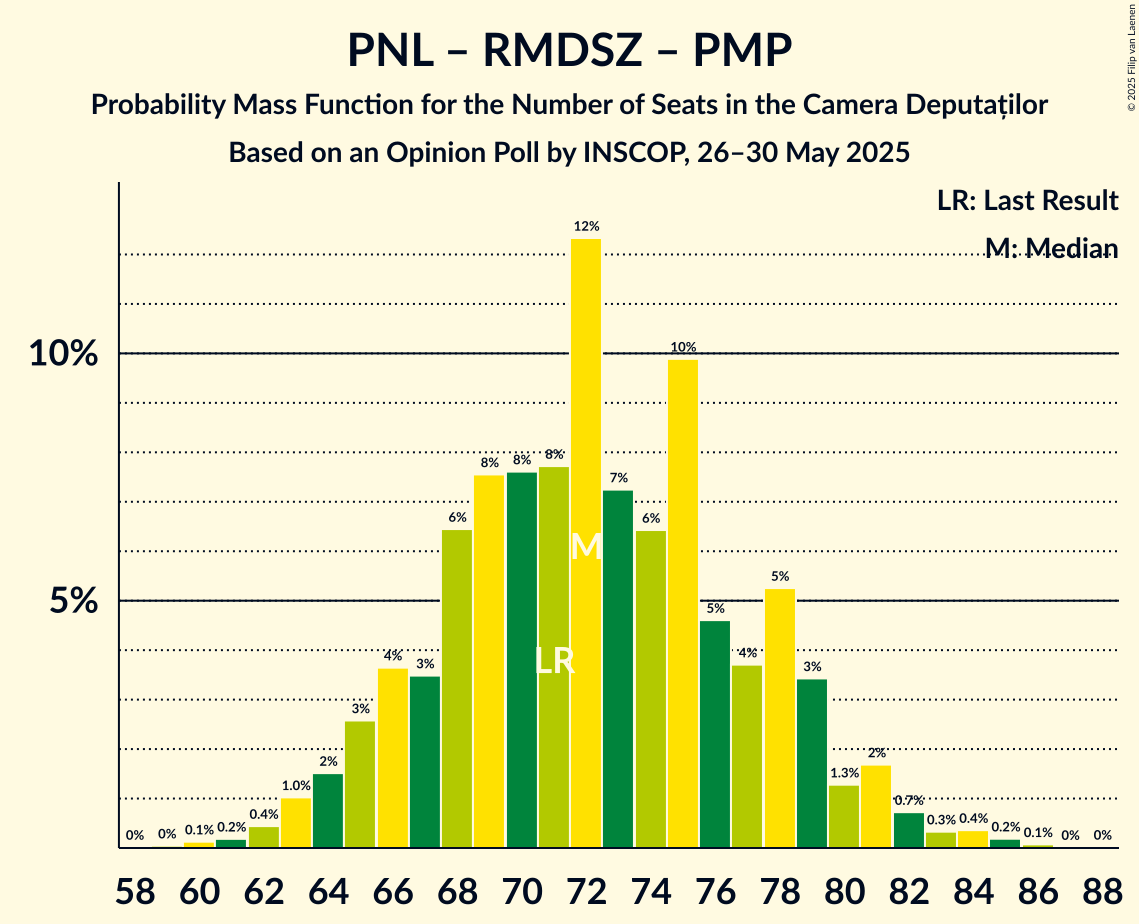 PNL – RMDSZ – PMP
Probability Mass Function for the Number of Seats in the Camera Deputaților
Based on an Opinion Poll by INSCOP, 26–30 May 2025
© 2025 Filip van Laenen
LR: Last Result
M: Median
10%
5%
0% 0% 0.1% 0.2% 0.4% 1.0% 2% 3% 4% 3% 6% 8% 8% 8% 12% 7% 6% 10% 5% 4% 5% 3% 1.3% 2% 0.7% 0.3% 0.4% 0.2% 0.1% 0% 0%
M
LR
58 60 62 64 66 68 70 72 74 76 78 80 82 84 86 88